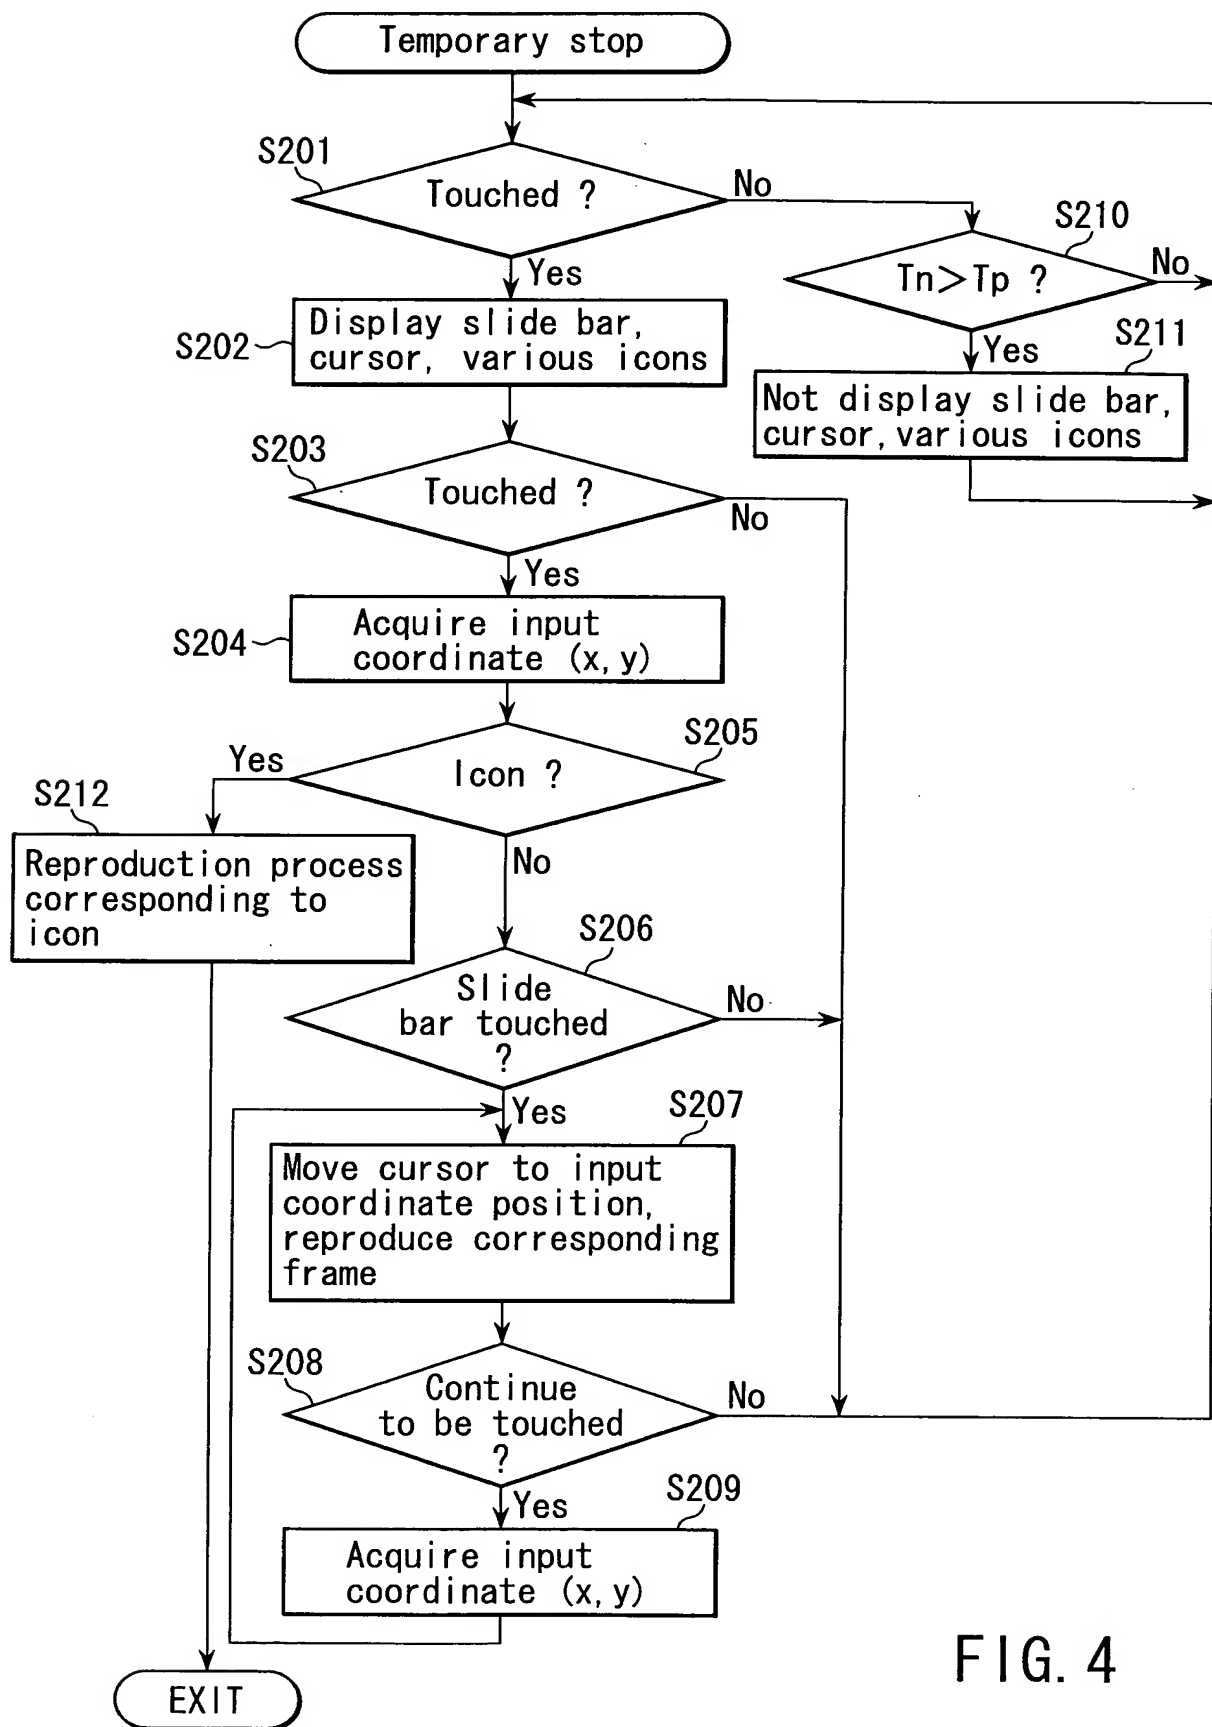 Temporary stop
S201
Touched ?
No
S210
Tn>Tp ?
No
Yes
Yes
S202
Display slide bar,
cursor, various icons
S211
Not display slide bar,
cursor, various icons
S203
Touched ?
No
Yes
S204
Acquire input
coordinate (x, y)
S205
Icon ?
Yes
S212
No
Reproduction process
corresponding to
icon
S206
Slide
bar touched
?
No
Yes
S207
Move cursor to input
coordinate position,
reproduce corresponding
frame
S208
Continue
to be touched
?
No
Yes
S209
Acquire input
coordinate (x, y)
EXIT
FIG. 4